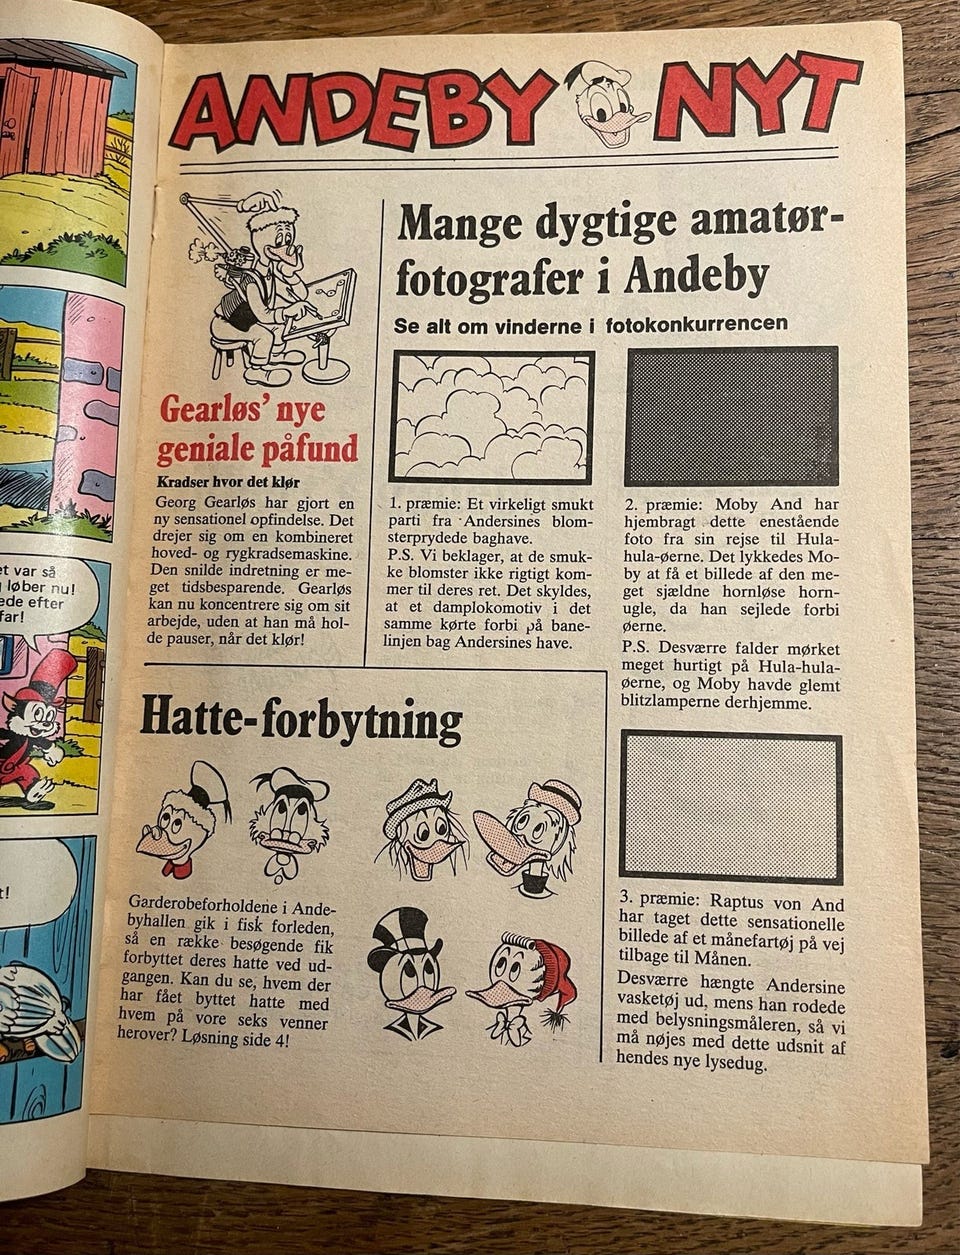 et var så
løber nu!
ede efter
far!
t!
ANDEBY NYT
Gearløs' nye
geniale påfund
Kradser hvor det klør
Georg Gearløs har gjort en
ny sensationel opfindelse. Det
drejer sig om en kombineret
hoved- og rygkradsemaskine.
Den snilde indretning er me-
get tidsbesparende. Gearløs
kan nu koncentrere sig om sit
arbejde, uden at han må hol-
de pauser, når det klør!
Mange dygtige amatør-
fotografer i Andeby
Se alt om vinderne i fotokonkurrencen
1. præmie: Et virkeligt smukt
parti fra Andersines blom-
sterprydede baghave.
P.S. Vi beklager, at de smuk-
ke blomster ikke rigtigt kom-
mer til deres ret. Det skyldes,
at et damplokomotiv i det
samme kørte forbi på bane-
linjen bag Andersines have.
2. præmie: Moby And har
hjembragt dette enestående
foto fra sin rejse til Hula-
hula-øerne. Det lykkedes Mo-
by at få et billede af den me-
get sjældne hornløse horn-
ugle, da han sejlede forbi
øerne.
P.S. Desværre falder mørket
meget hurtigt på Hula-hula-
øerne, og Moby havde glemt
blitzlamperne derhjemme.
3. præmie: Raptus von And
har taget dette sensationelle
billede af et månefartøj på vej
tilbage til Månen.
Desværre hængte Andersine
vasketøj ud, mens han rodede
med belysningsmåleren, så vi
må nøjes med dette udsnit af
hendes nye lysedug.
Hatte-forbytning
Garderobeforholdene i Ande-
byhallen gik i fisk forleden,
så en række besøgende fik
forbyttet deres hatte ved ud-
gangen. Kan du se, hvem der
har fået byttet hatte med
hvem på vore seks venner
herover? Løsning side 4!